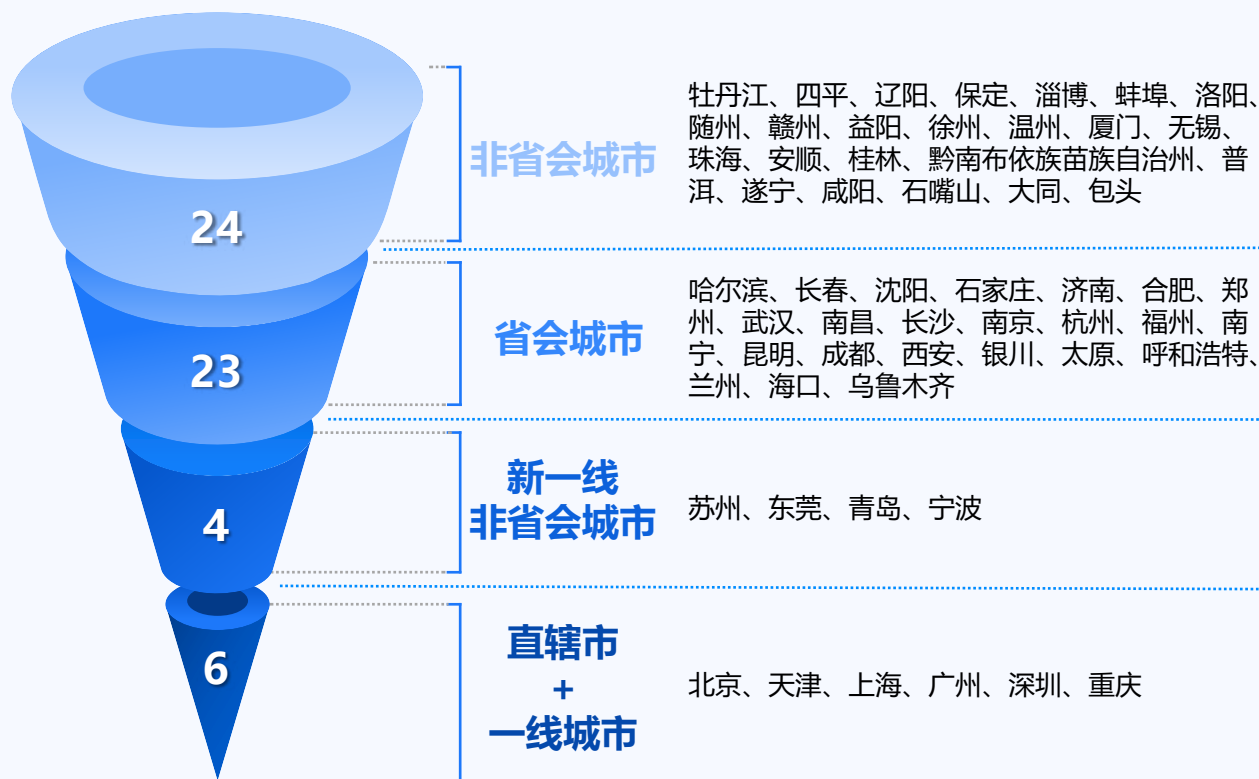 24
非省会城市
牡丹江、四平、辽阳、保定、淄博、蚌埠、洛阳、
随州、赣州、益阳、徐州、温州、厦门、无锡、
珠海、安顺、桂林、黔南布依族苗族自治州、普
洱、遂宁、咸阳、石嘴山、大同、包头
23
省会城市
哈尔滨、长春、沈阳、石家庄、济南、合肥、郑
州、武汉、南昌、长沙、南京、杭州、福州、南
宁、昆明、成都、西安、银川、太原、呼和浩特、
兰州、海口、乌鲁木齐
4
新一线
非省会城市
苏州、东莞、青岛、宁波
6
直辖市
+
一线城市
北京、天津、上海、广州、深圳、重庆